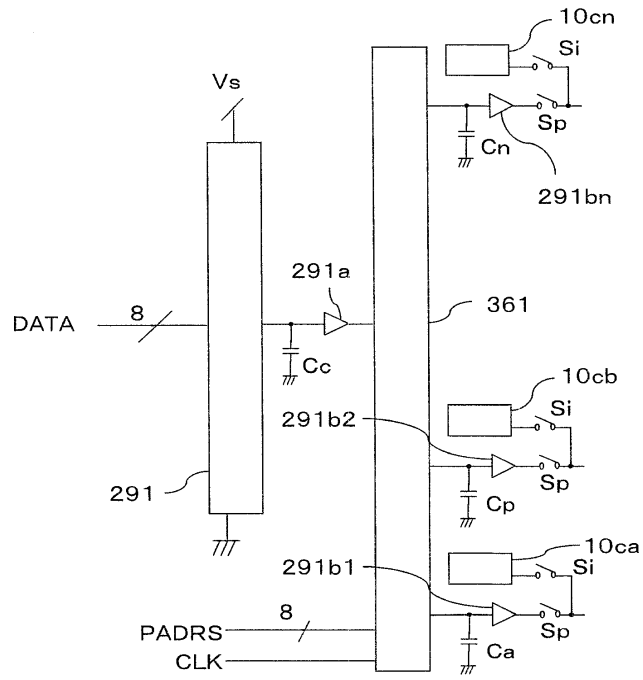 10cn
Si
Vs
Sp
Cn
291bn
291a
8
DATA
361
Cc
10cb
Si
291b2
291
Sp
Cp
10ca
Si
291b1
8
PADRS
Sp
Ca
CLK